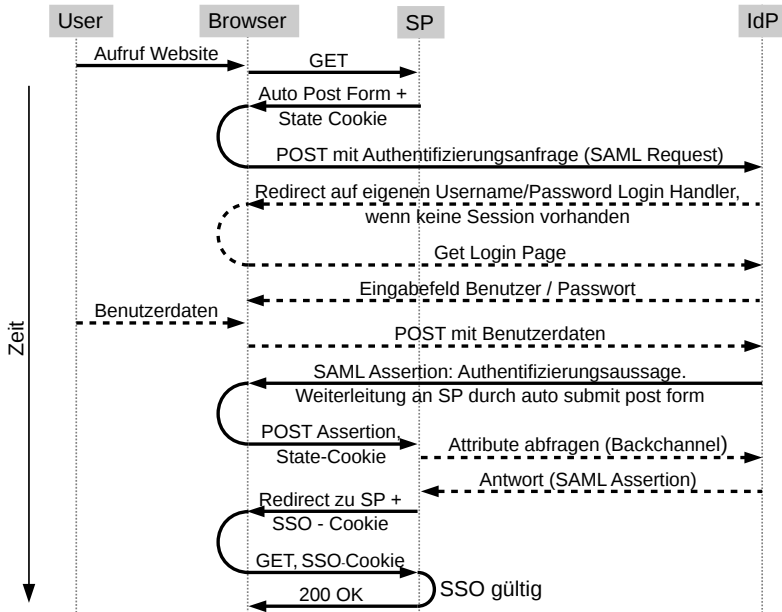 User
Browser
SP
IdP
Aufruf Website
GET
Auto Post Form +
State Cookie
POST mit Authentifizierungsanfrage (SAML Request)
Redirect auf eigenen Username/Password Login Handler,
wenn keine Session vorhanden
Get Login Page
Eingabefeld Benutzer / Passwort
Benutzerdaten
POST mit Benutzerdaten
Zeit
SAML Assertion: Authentifizierungsaussage.
Weiterleitung an SP durch auto submit post form
POST Assertion,
State-Cookie
Attribute abfragen (Backchannel)
Antwort (SAML Assertion)
Redirect zu SP +
SSO - Cookie
GET, SSO-Cookie
SSO gültig
200 OK